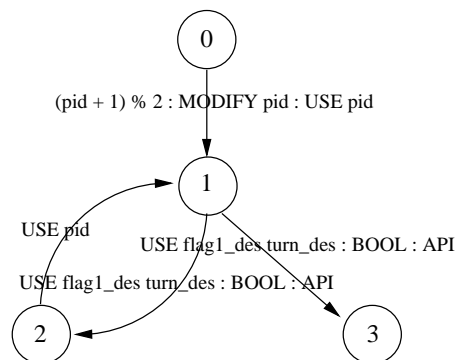 0
(pid + 1) % 2 : MODIFY pid : USE pid
1
USE pid
USE flag1_des turn_des : BOOL : API
USE flag1_des turn_des : BOOL : API
2
3